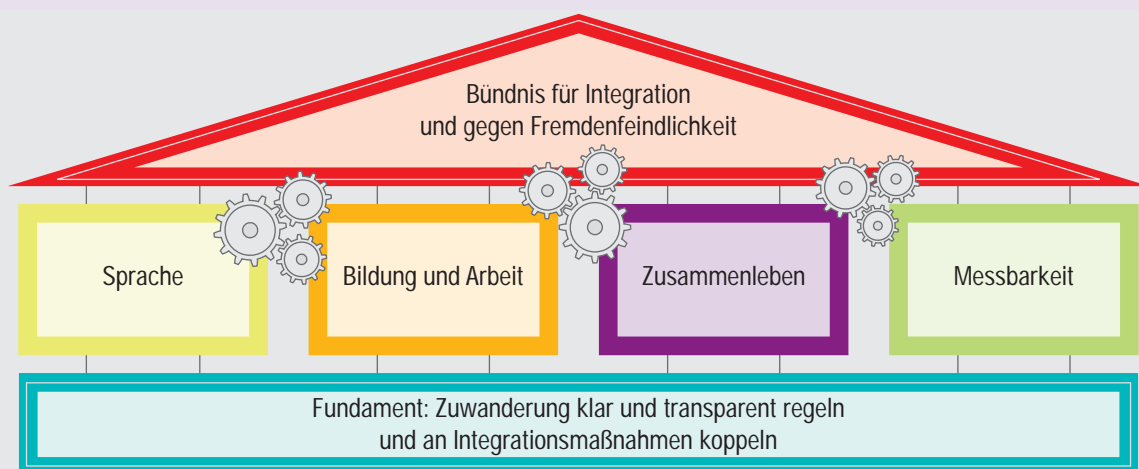 Bündnis für Integration
und gegen Fremdenfeindlichkeit
Sprache
Bildung und Arbeit
Zusammenleben
Messbarkeit
Fundament: Zuwanderung klar und transparent regeln
und an Integrationsmaßnahmen koppeln